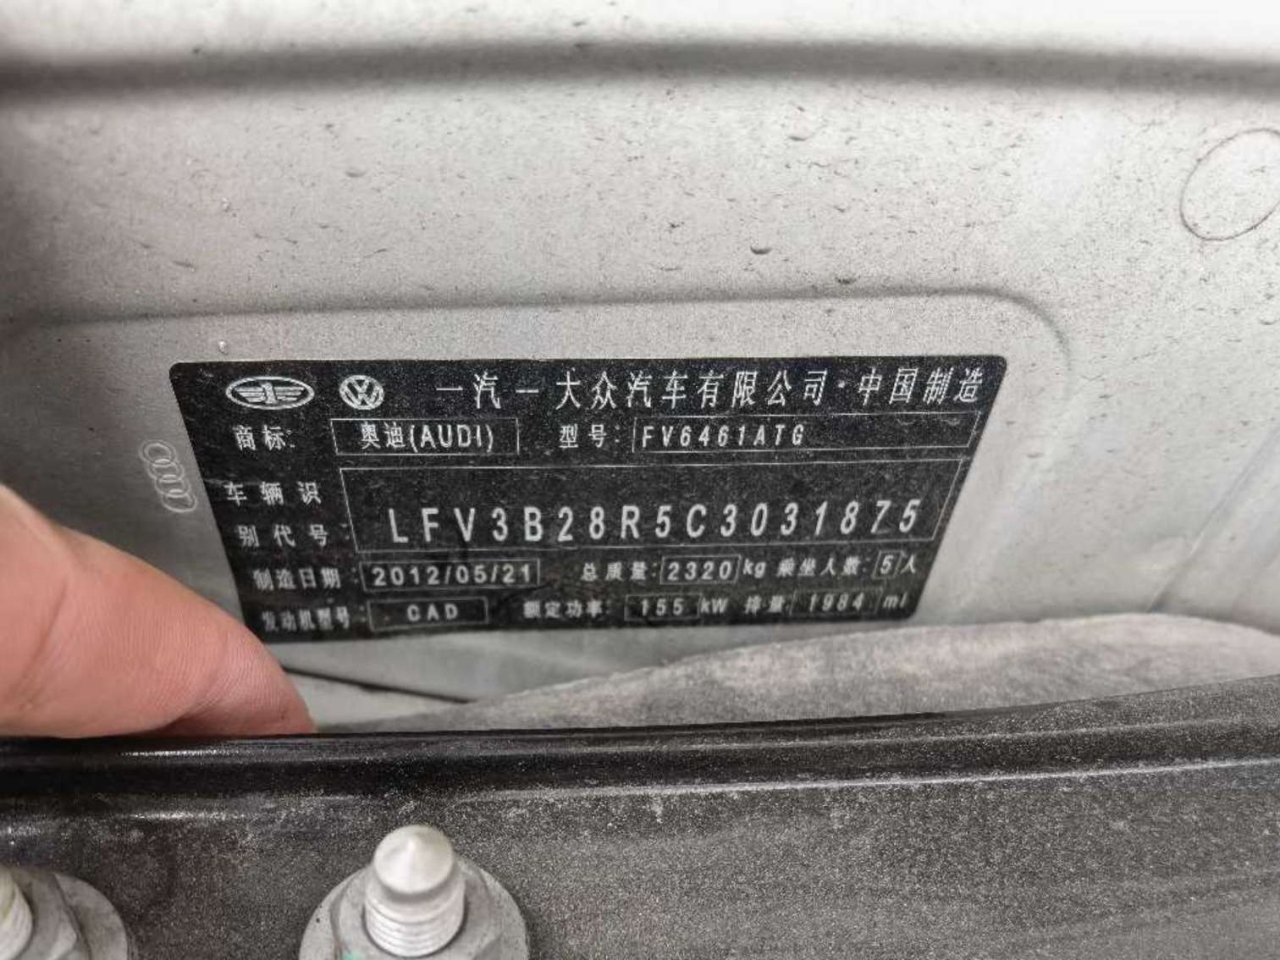 一汽-大众汽车有限公司·中国制造
商标: 奥迪(AUDI) 型号: FV6461ATG
车辆识
别代号: LFV3B28R5C3031875
制造日期: 2012/05/21 总质量: 2320 kg 乘坐人数: 5 人
发动机型号: CAD 额定功率: 155 kW 排量: 1984 ml